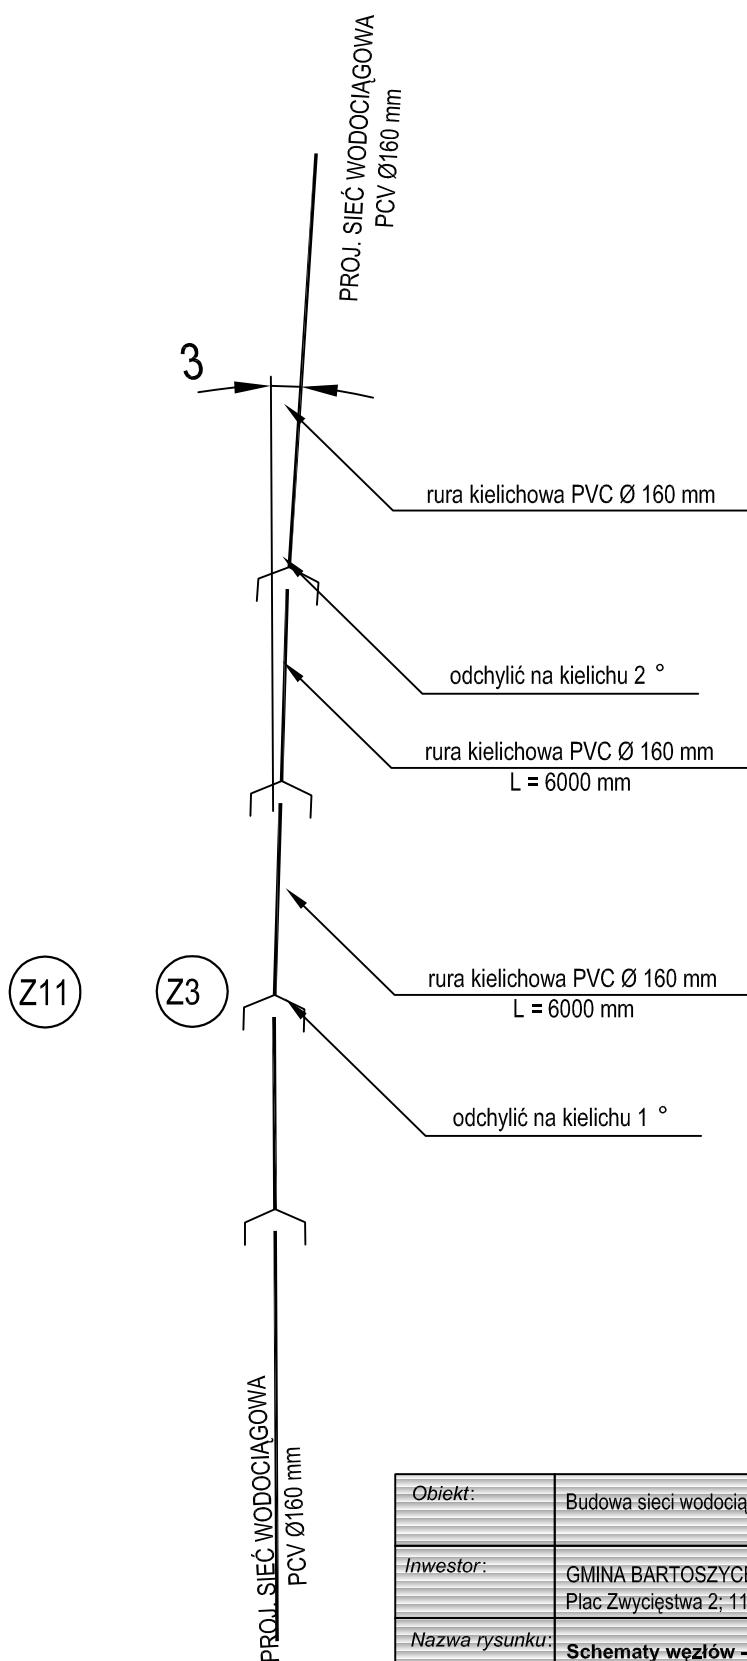 PROJ. SIEĆ WODOCIĄGOWA
PCV Ø160 mm
3
rura kielichowa PVC Ø 160 mm
odchylić na kielichu 2 °
rura kielichowa PVC Ø 160 mm
L = 6000 mm
Z11
Z3
rura kielichowa PVC Ø 160 mm
L = 6000 mm
odchylić na kielichu 1 °
PROJ. SIEĆ WODOCIĄGOWA
PCV Ø160 mm
Obiekt:
Budowa sieci
Inwestor:
GMINA BARTOSZYCE
Plac Zwycięstwa 2; 11
Nazwa rysunku:
Schematy węzłów -